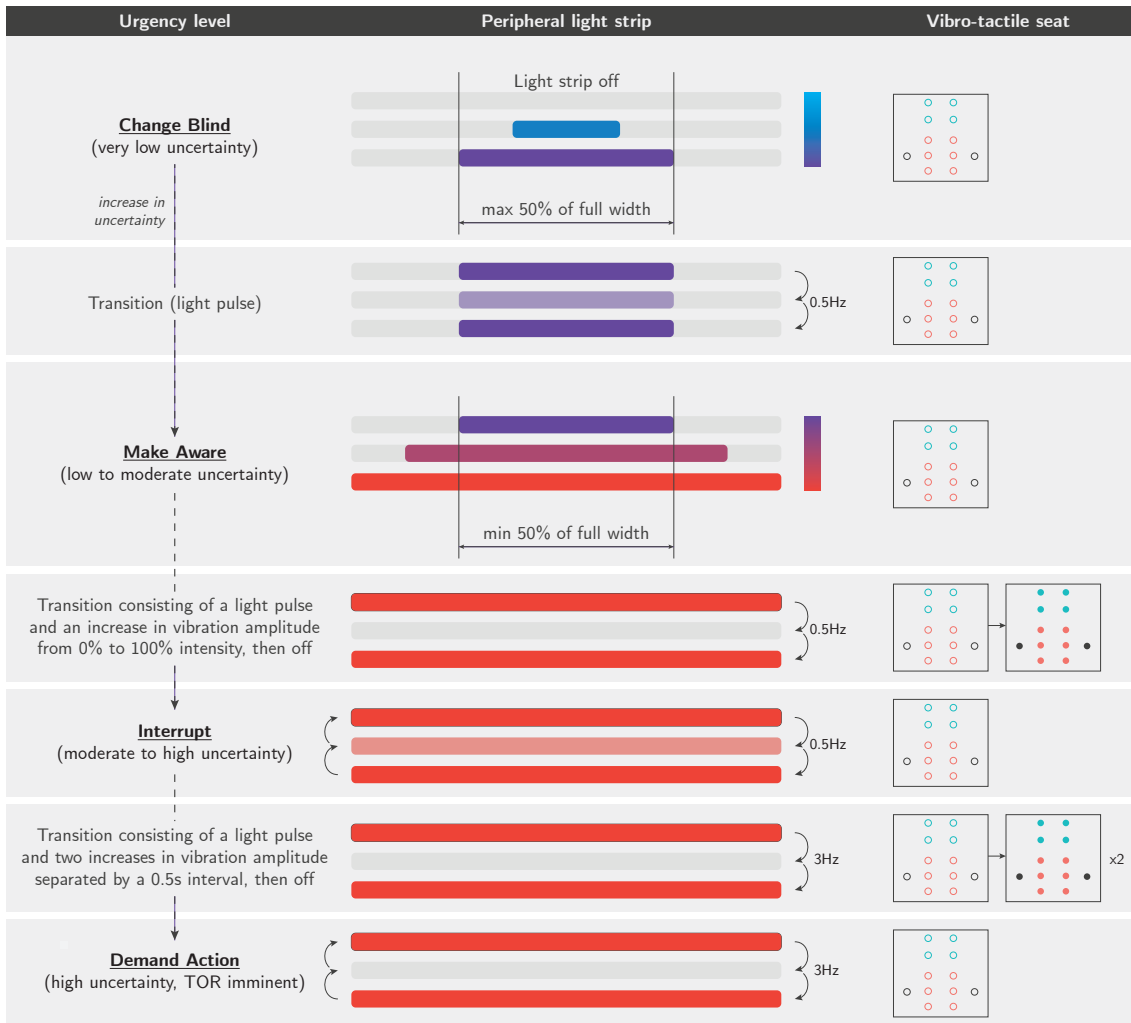 Urgency level
Peripheral light strip
Vibro-tactile seat
Light strip off
Change Blind
(very low uncertainty)
increase in
uncertainty
max 50% of full width
Transition (light pulse)
0.5Hz
Make Aware
(low to moderate uncertainty)
min 50% of full width
Transition consisting of a light pulse
and an increase in vibration amplitude
from 0% to 100% intensity, then off
0.5Hz
Interrupt
(moderate to high uncertainty)
0.5Hz
Transition consisting of a light pulse
and two increases in vibration amplitude
separated by a 0.5s interval, then off
3Hz
x2
Demand Action
(high uncertainty, TOR imminent)
3Hz